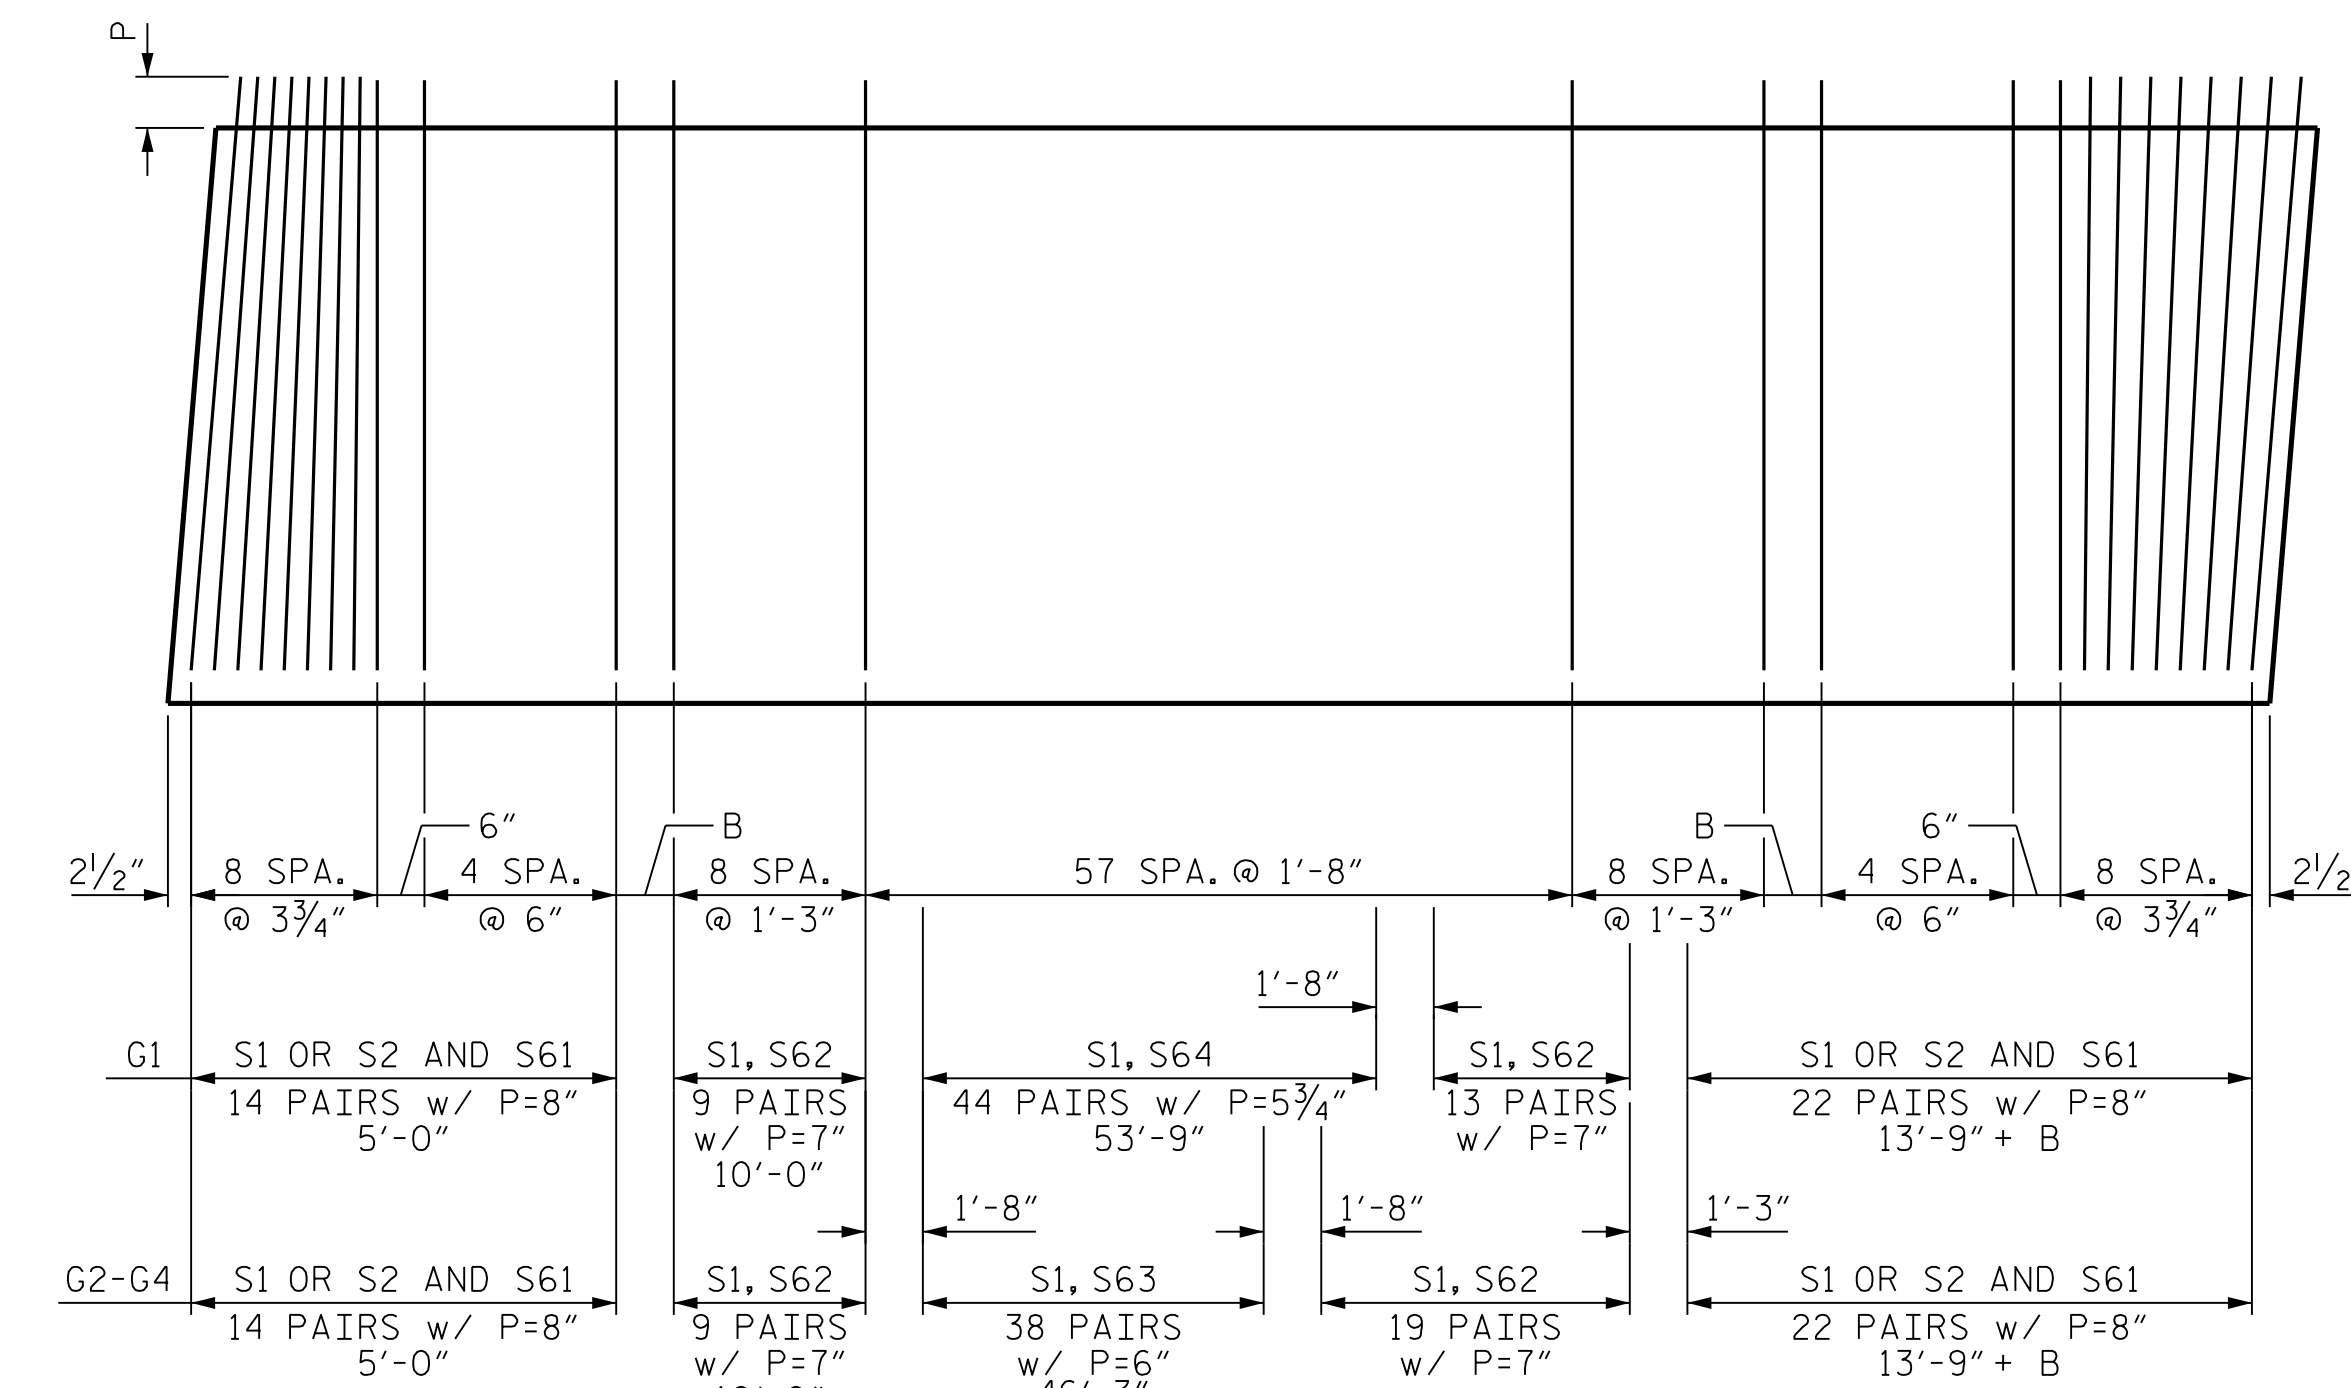 P
6" B B 6"
2½" 8 SPA. 4 SPA. 8 SPA. 57 SPA. @ 1'-8" 8 SPA. 4 SPA. 8 SPA. 2½
@ 3¾" @ 6" @ 1'-3" @ 1'-3" @ 6" @ 3¾"
1'-8"
G1 S1 OR S2 AND S61 S1, S62 S1, S64 S1, S62 S1 OR S2 AND S61
14 PAIRS w/ P=8" 9 PAIRS 44 PAIRS w/ P=5¾" 13 PAIRS 22 PAIRS w/ P=8"
5'-0" w/ P=7" 53'-9" w/ P=7" 13'-9"+ B
10'-0"
1'-8" 1'-8" 1'-3"
G2-G4 S1 OR S2 AND S61 S1, S62 S1, S63 S1, S62 S1 OR S2 AND S61
14 PAIRS w/ P=8" 9 PAIRS 38 PAIRS 19 PAIRS 22 PAIRS w/ P=8"
5'-0" w/ P=7" w/ P=6" w/ P=7" 13'-9"+ B